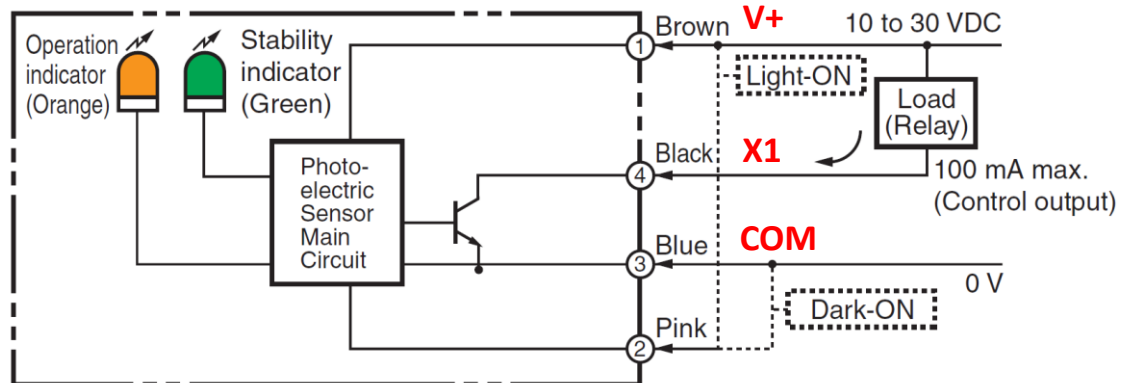 Operation
indicator
(Orange)
Stability
indicator
(Green)
Photo-
electric
Sensor
Main
Circuit
1
Brown
V+
10 to 30 VDC
Light-ON
Load
(Relay)
4
Black
X1
100 mA max.
(Control output)
3
Blue
COM
0 V
Dark-ON
2
Pink